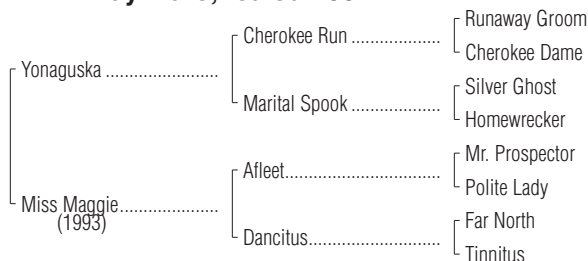 Runaway Groom
Cherokee Run ....................
Cherokee Dame
Yonaguska .........................
Silver Ghost
Marital Spook ....................
Homewrecker
Mr. Prospector
Afleet...................................
Polite Lady
Miss Maggie......................
(1993)
Far North
Dancitus.............................
Tinnitus